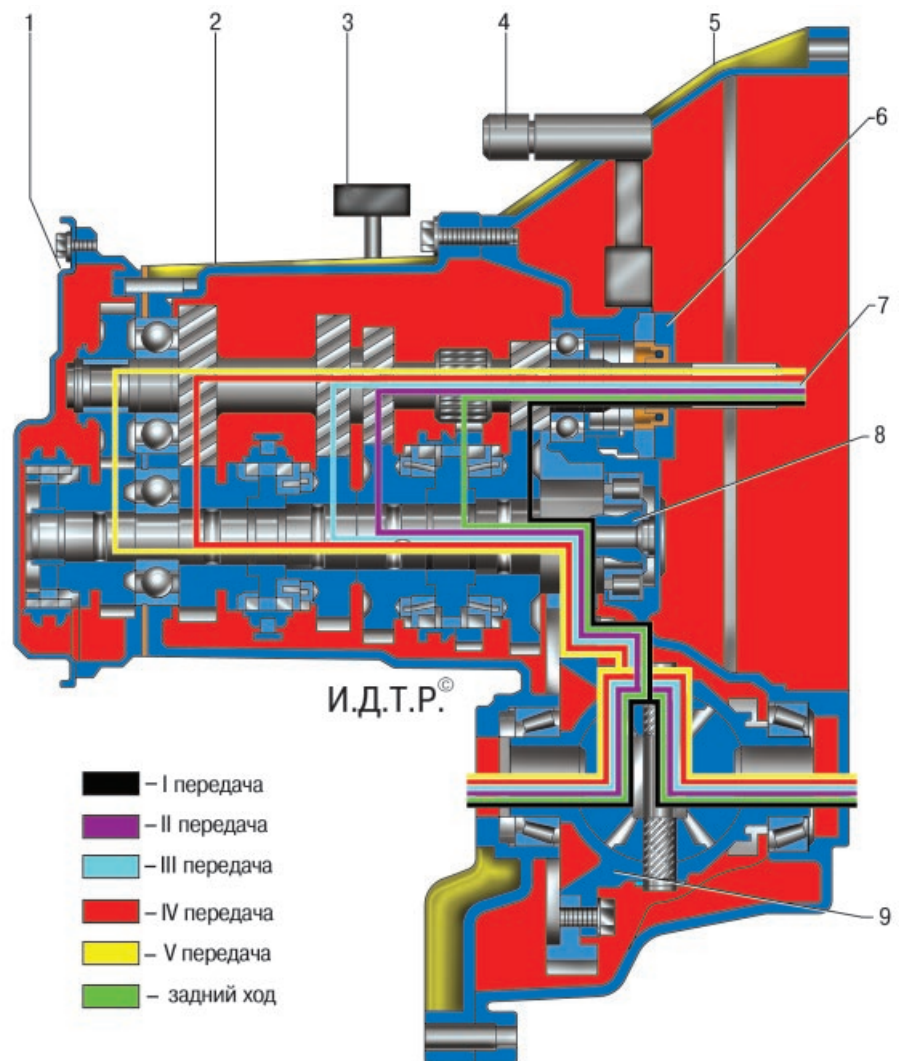 1
2
3
4
5
6
7
8
9
И.Д.Т.Р.©
– I передача
– II передача
– III передача
– IV передача
– V передача
– задний ход